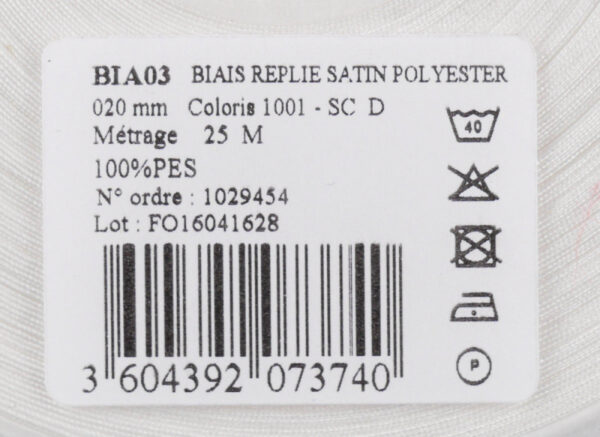 BIA03 BIAIS REPLIE SATIN POLYESTER
020 mm Coloris 1001 - SC D
Métrage 25 M
100%PES
N° ordre : 1029454
Lot : FO16041628
40
P
3 604392 073740